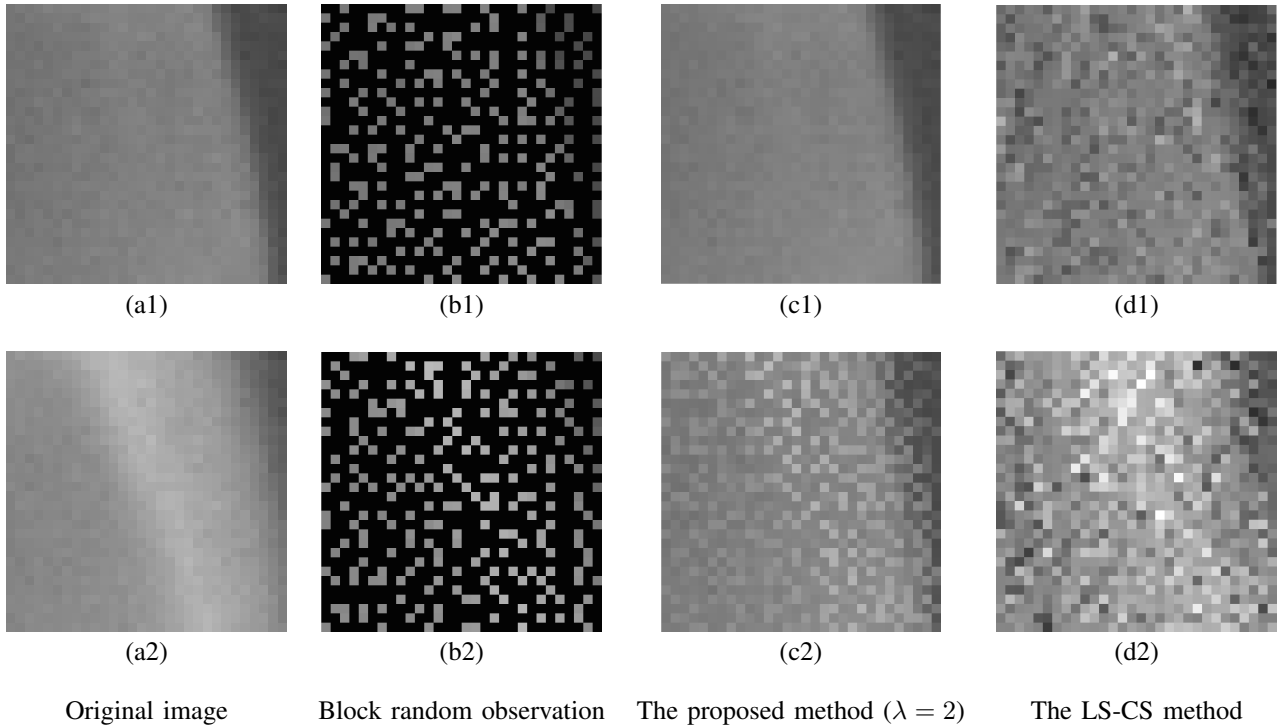 (a1) (b1) (c1) (d1)
(a2) (b2) (c2) (d2)
Original image Block random observation The proposed method (λ = 2) The LS-CS method